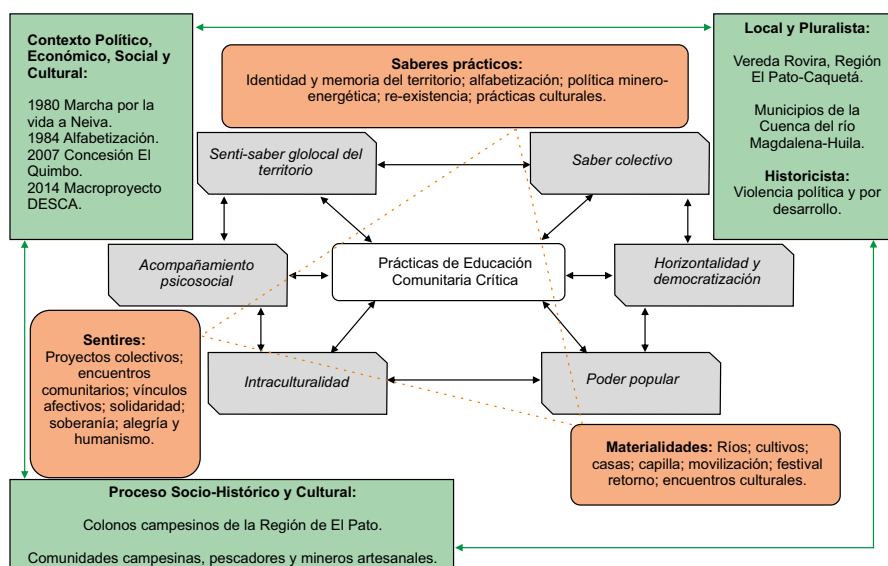 Contexto Político,
Económico, Social y
Cultural:
1980 Marcha por la
vida a Neiva.
1984 Alfabetización.
2007 Concesión El
Quimbo.
2014 Macroproyecto
DESCA.
Saberes prácticos:
Identidad y memoria del territorio; alfabetización; política minero-
energética; re-existencia; prácticas culturales.
Local y Pluralista:
Vereda Rovira, Región
El Pato-Caquetá.
Municipios de la
Cuenca del río
Magdalena-Huila.
Historicista:
Violencia política y por
desarrollo.
Senti-saber glolocal del
territorio
Saber colectivo
Acompañamiento
psicosocial
Prácticas de Educación
Comunitaria Crítica
Horizontalidad y
democratización
Sentires:
Proyectos colectivos;
encuentros
comunitarios; vínculos
afectivos; solidaridad;
soberanía; alegría y
humanismo.
Intraculturalidad
Poder popular
Materialidades: Ríos; cultivos;
casas; capilla; movilización; festival
retorno; encuentros culturales.
Proceso Socio-Histórico y Cultural:
Colonos campesinos de la Región de El Pato.
Comunidades campesinas, pescadores y mineros artesanales.